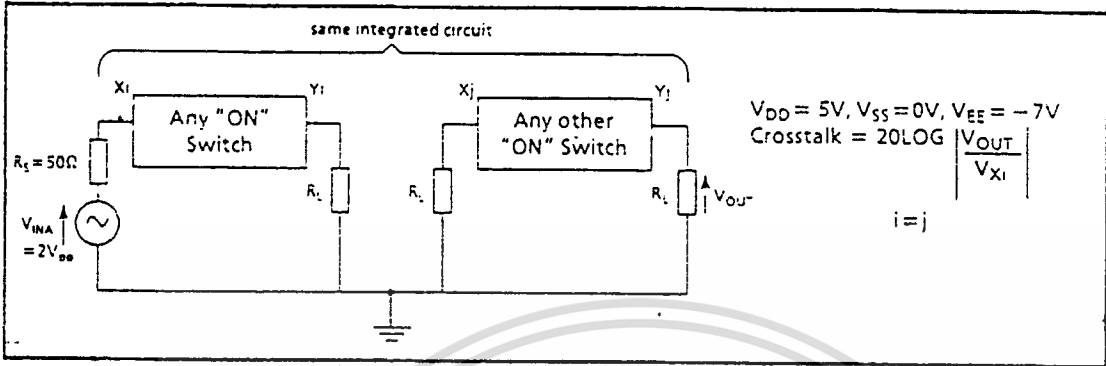 same integrated circuit
Xi Yi Xj Yj
Any "ON" Switch
Any other "ON" Switch
RS = 50Ω
RL RL RL VOUT
VINA = 2Vpp
VDD = 5V, VSS = 0V, VEE = −7V
Crosstalk = 20LOG |VOUT / VXi|
i = j